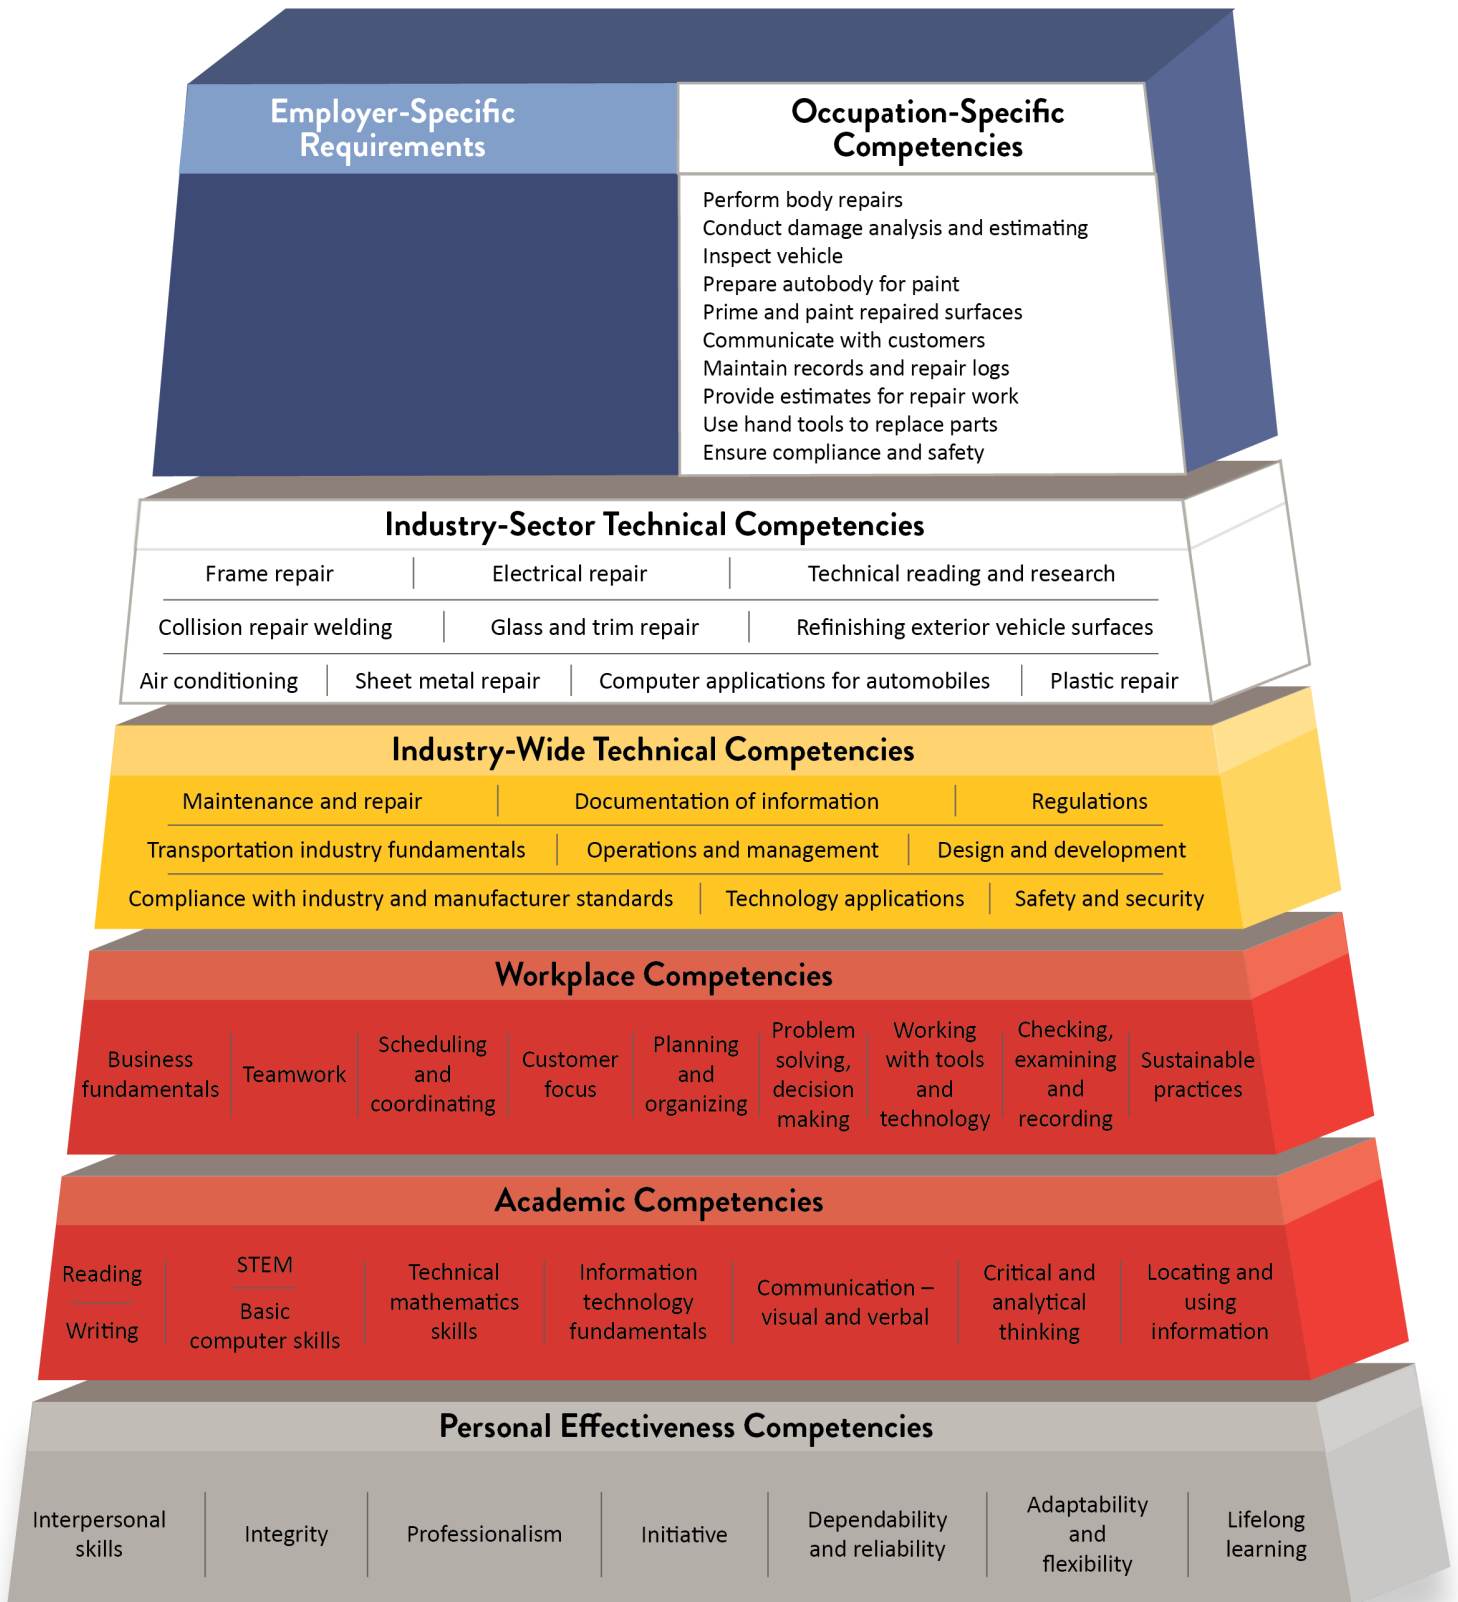 Employer-Specific
Requirements
Occupation-Specific
Competencies
Perform body repairs
Conduct damage analysis and estimating
Inspect vehicle
Prepare autobody for paint
Prime and paint repaired surfaces
Communicate with customers
Maintain records and repair logs
Provide estimates for repair work
Use hand tools to replace parts
Ensure compliance and safety
Industry-Sector Technical Competencies
Frame repair
Electrical repair
Technical reading and research
Collision repair welding
Glass and trim repair
Refinishing exterior vehicle surfaces
Air conditioning
Sheet metal repair
Computer applications for automobiles
Plastic repair
Industry-Wide Technical Competencies
Maintenance and repair
Documentation of information
Regulations
Transportation industry fundamentals
Operations and management
Design and development
Compliance with industry and manufacturer standards
Technology applications
Safety and security
Workplace Competencies
Business
fundamentals
Teamwork
Scheduling
and
coordinating
Customer
focus
Planning
and
organizing
Problem
solving,
decision
making
Working
with tools
and
technology
Checking,
examining
and
recording
Sustainable
practices
Academic Competencies
Reading
Writing
STEM
Basic
computer skills
Technical
mathematics
skills
Information
technology
fundamentals
Communication –
visual and verbal
Critical and
analytical
thinking
Locating and
using
information
Personal Effectiveness Competencies
Interpersonal
skills
Integrity
Professionalism
Initiative
Dependability
and reliability
Adaptability
and
flexibility
Lifelong
learning